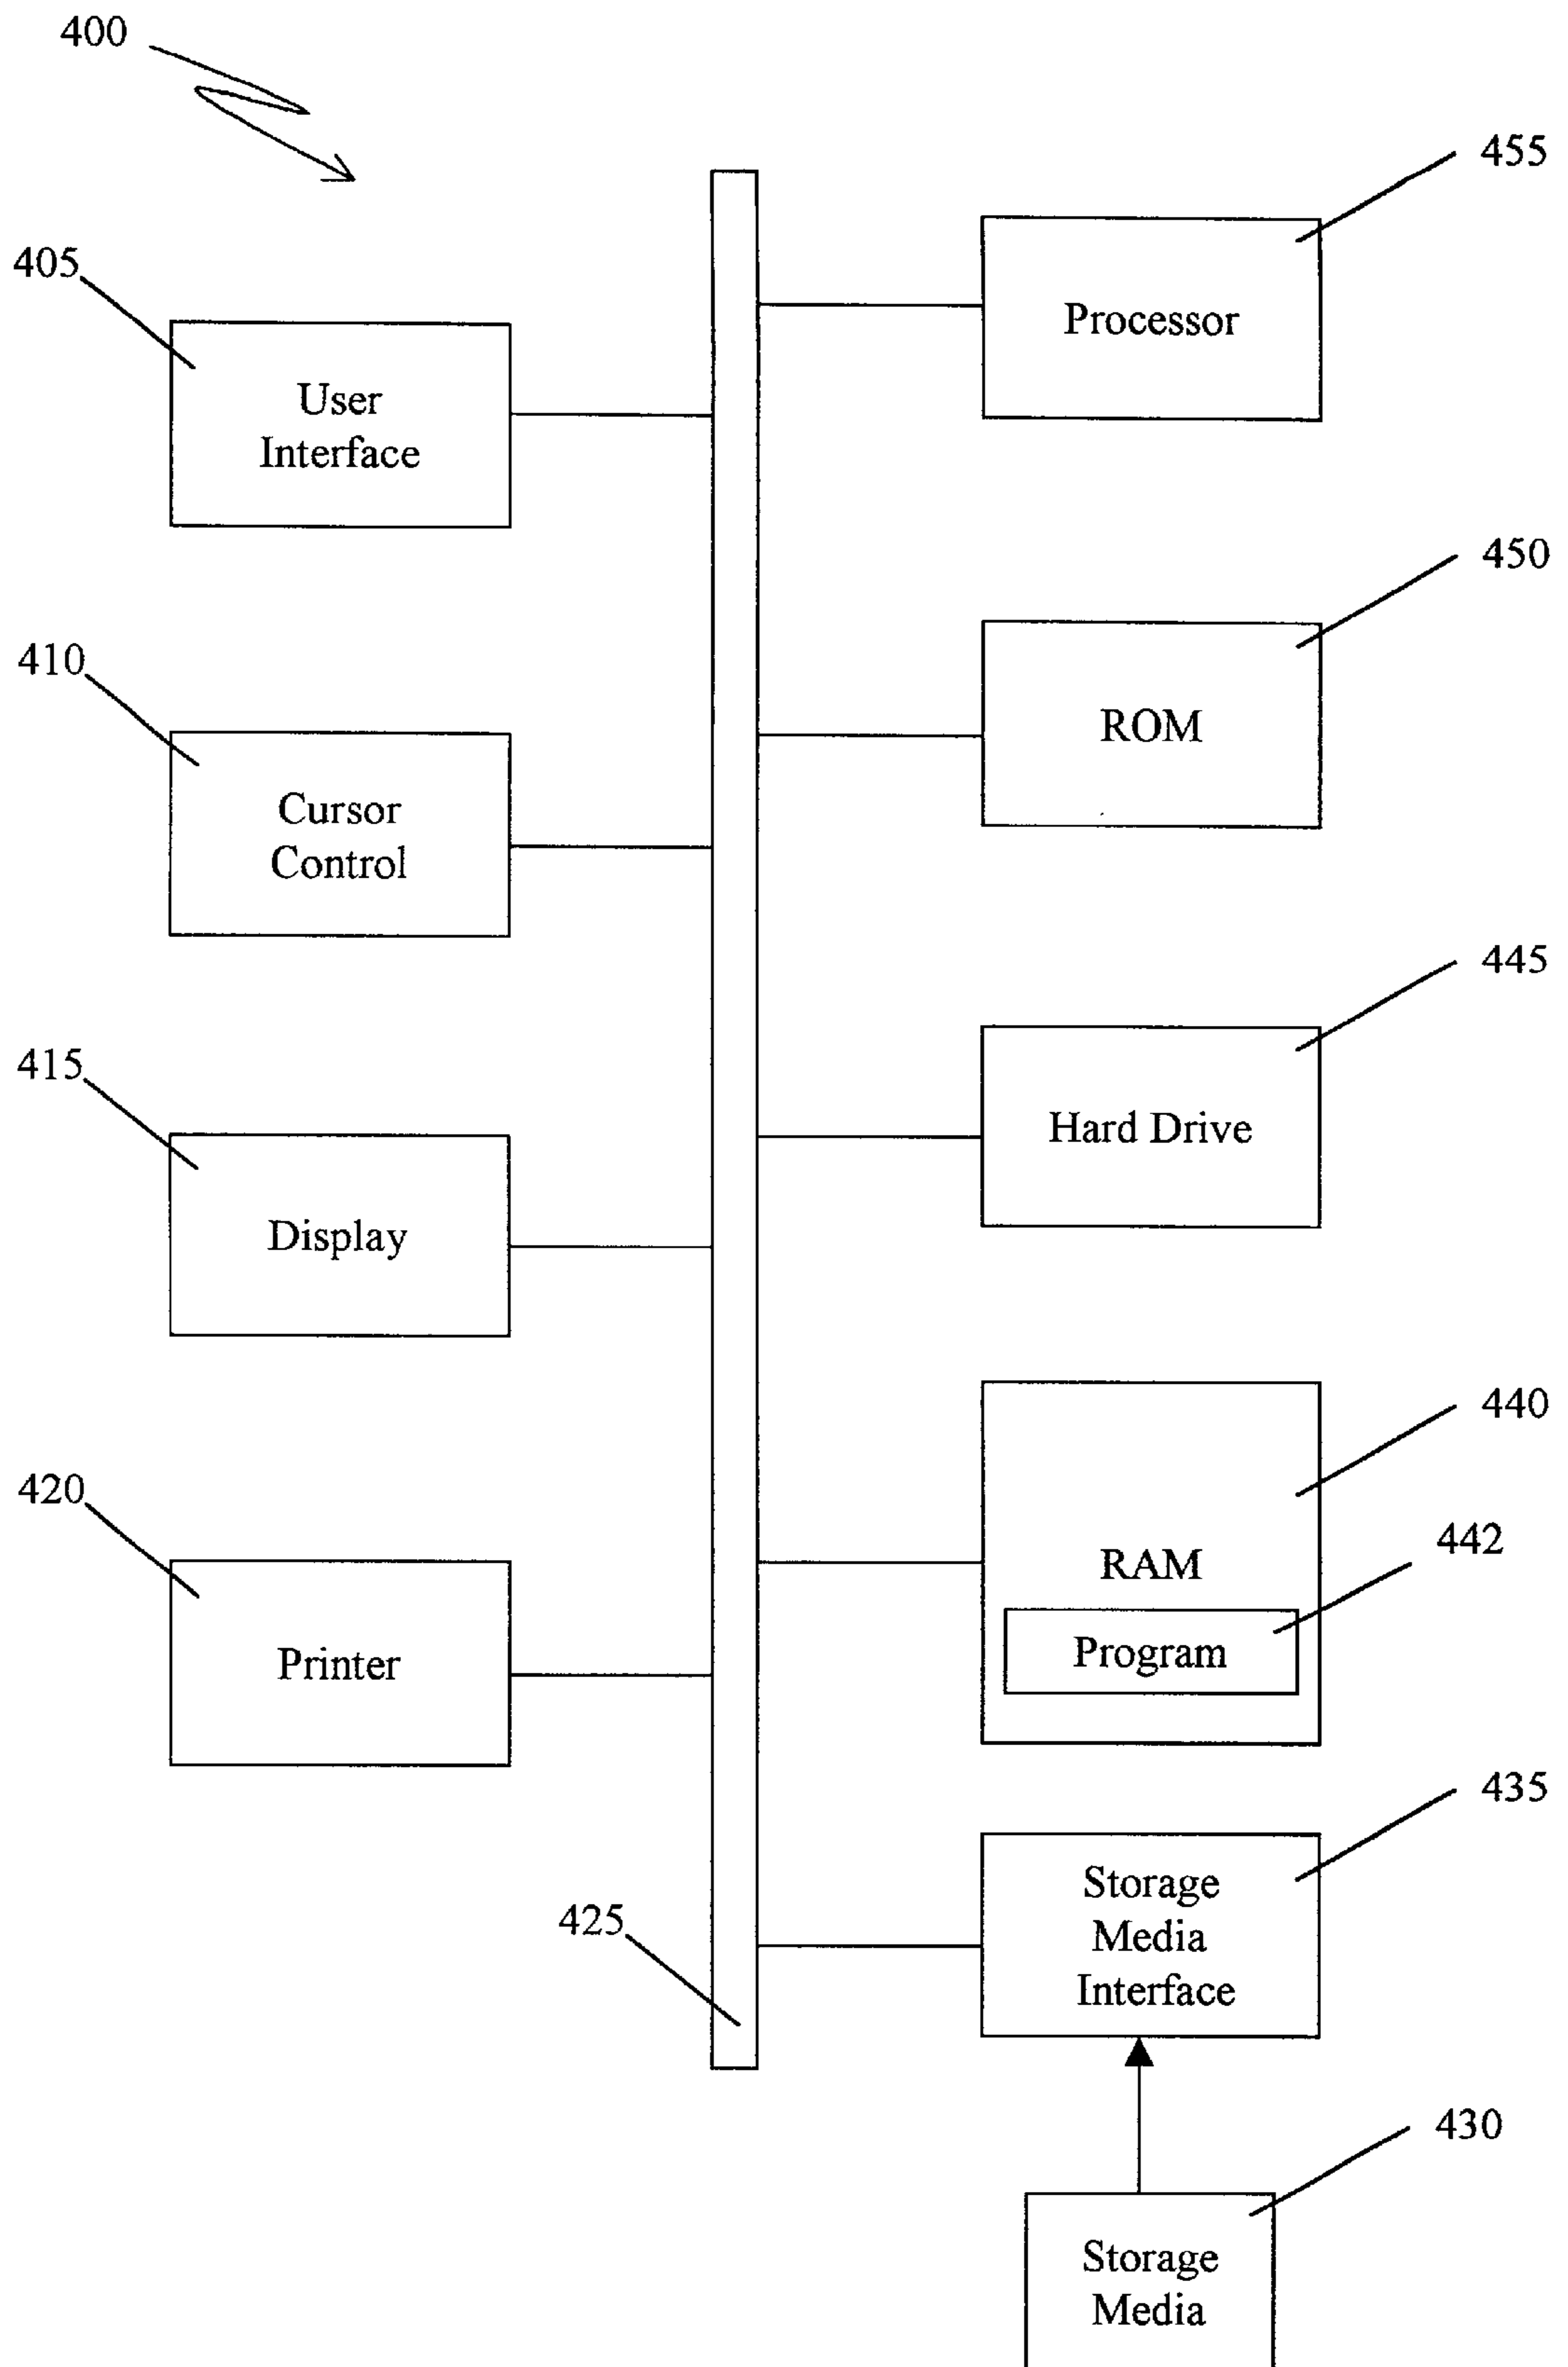 400
455
405
Processor
User
Interface
450
410
ROM
Cursor
Control
445
415
Hard Drive
Display
440
420
442
RAM
Program
Printer
435
425
Storage
Media
Interface
430
Storage
Media